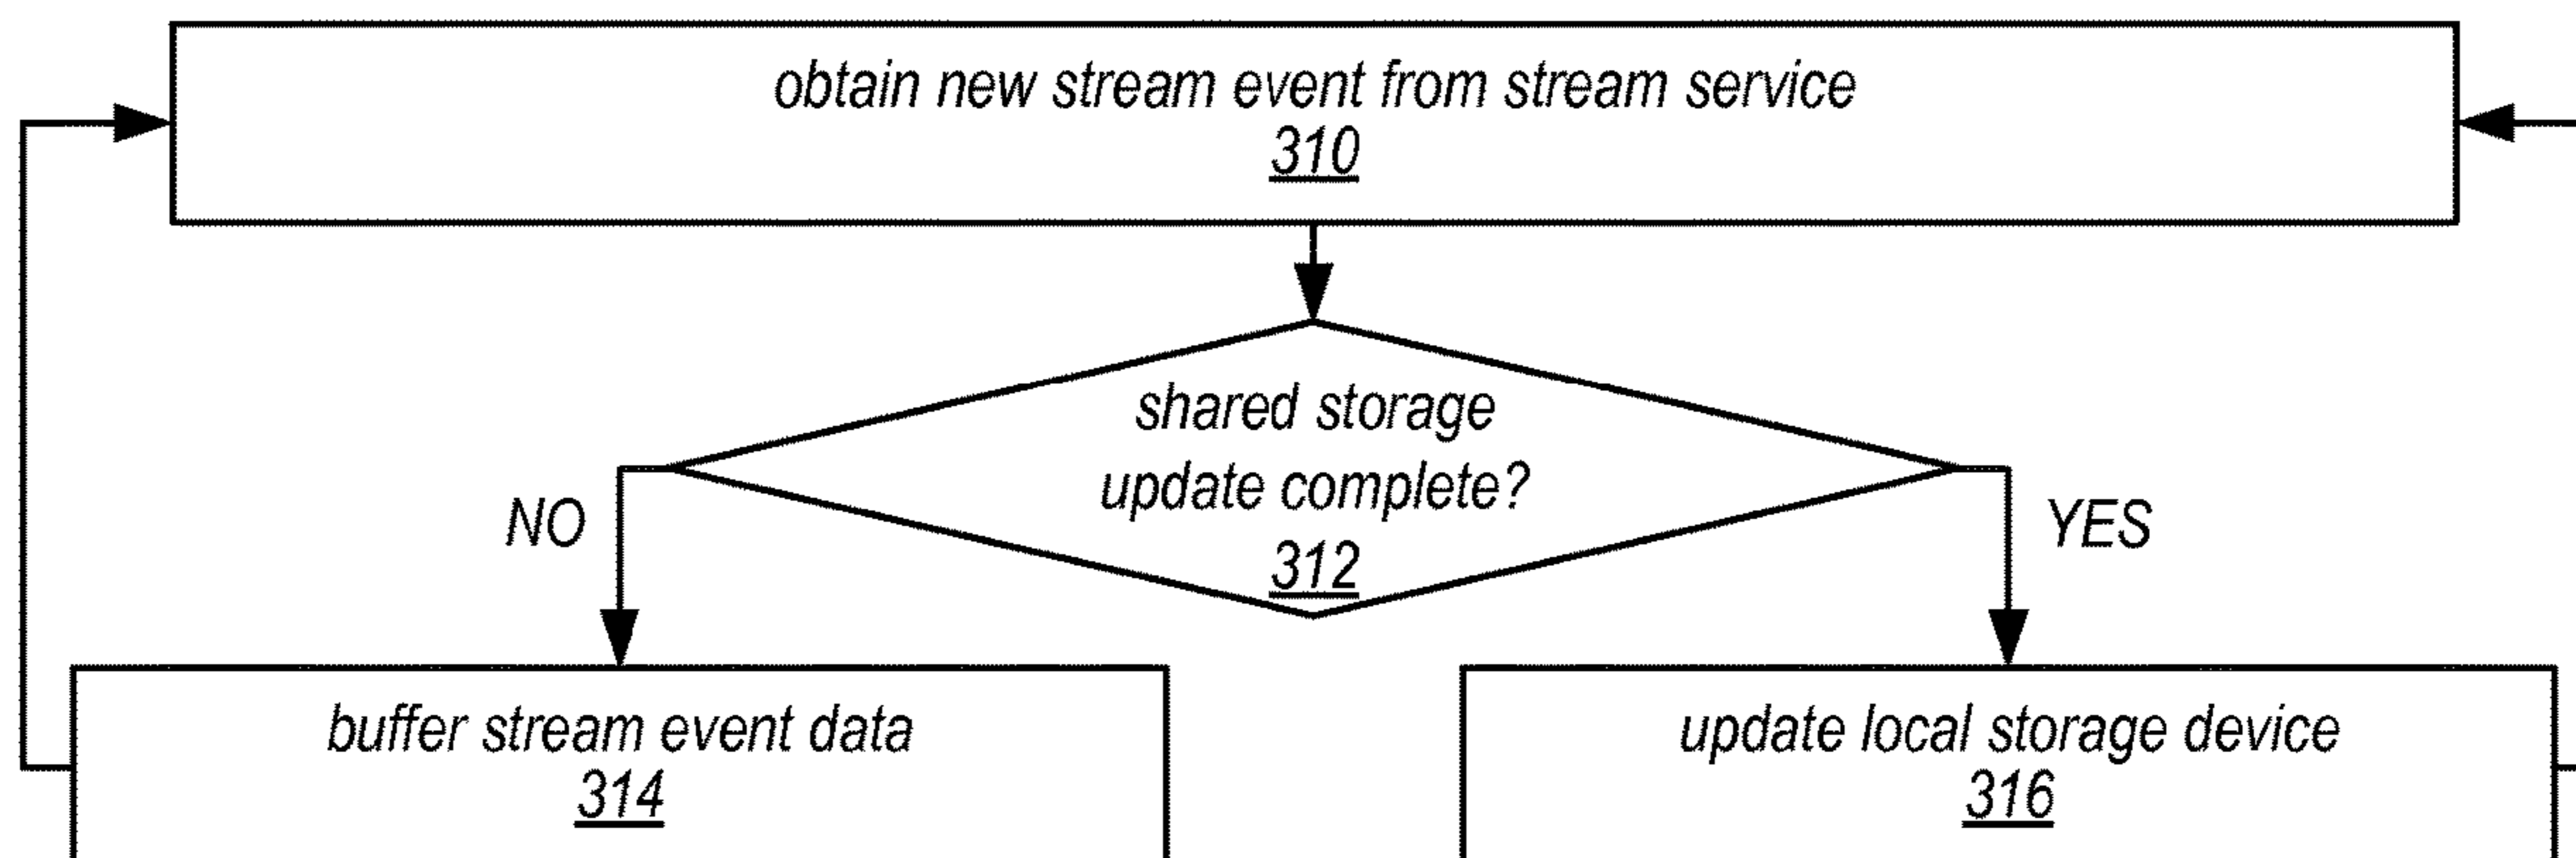 obtain new stream event from stream service
310
shared storage
update complete?
312
NO
YES
buffer stream event data
314
update local storage device
316